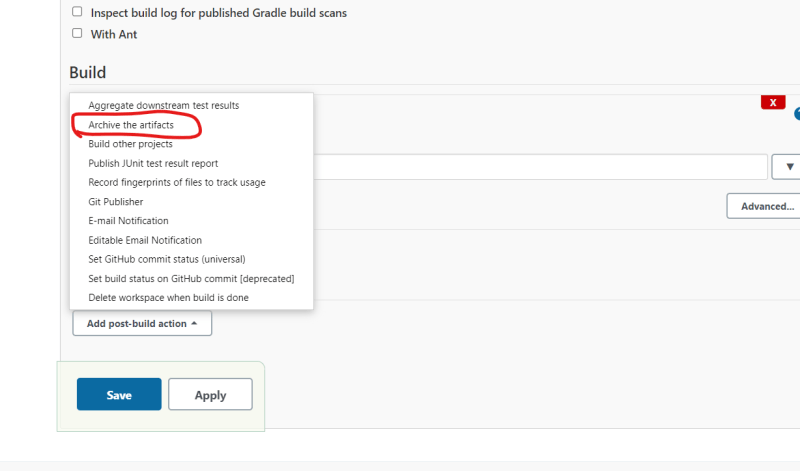 Inspect build log for published Gradle build scans
With Ant
Build
Aggregate downstream test results
X
Archive the artifacts
Build other projects
Publish JUnit test result report
Record fingerprints of files to track usage
Git Publisher
Advanced...
E-mail Notification
Editable Email Notification
Set GitHub commit status (universal)
Set build status on GitHub commit [deprecated]
Delete workspace when build is done
Add post-build action
Save
Apply